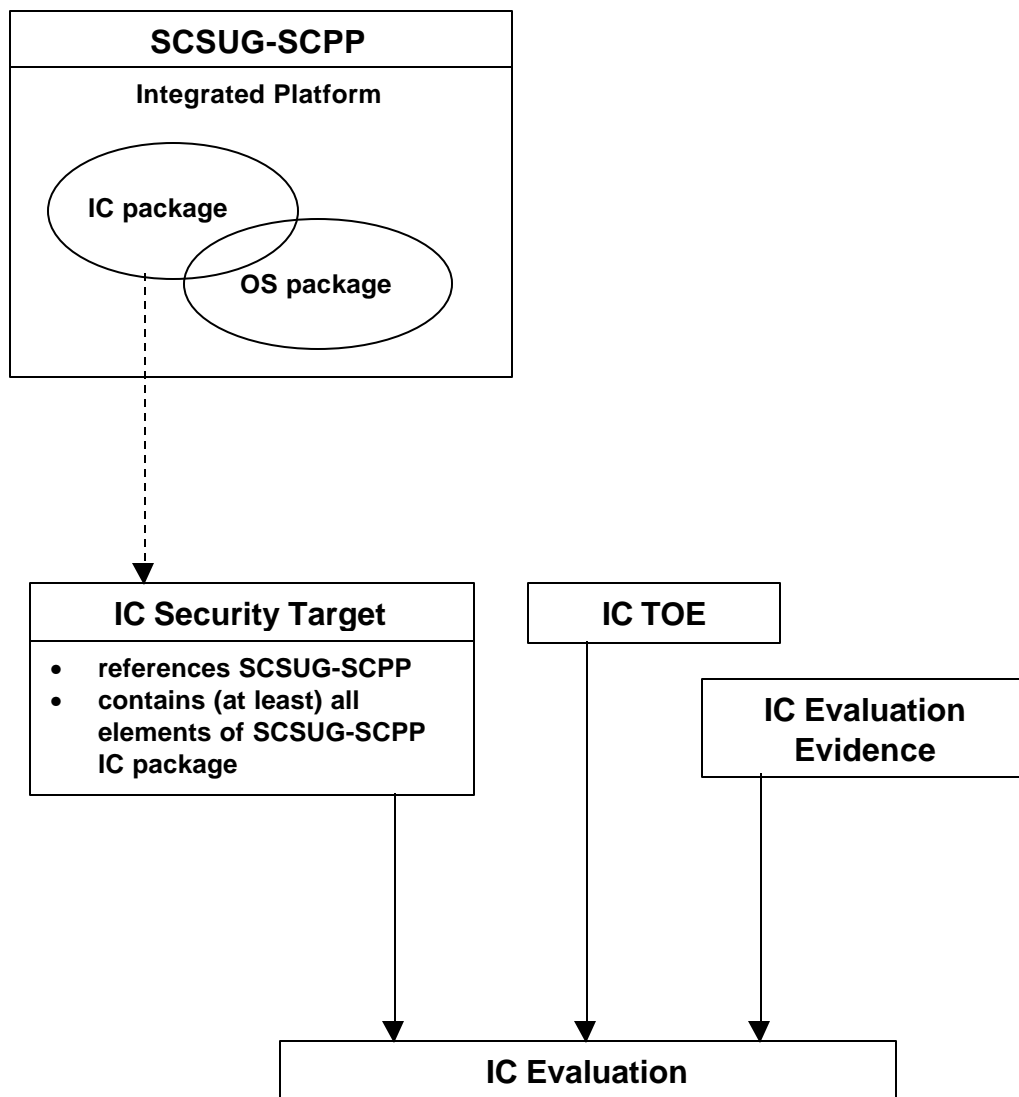 SCSUG-SCPP
Integrated Platform
IC package
OS package
IC Security Target
• references SCSUG-SCPP
• contains (at least) all
elements of SCSUG-SCPP
IC package
IC TOE
IC Evaluation
Evidence
IC Evaluation